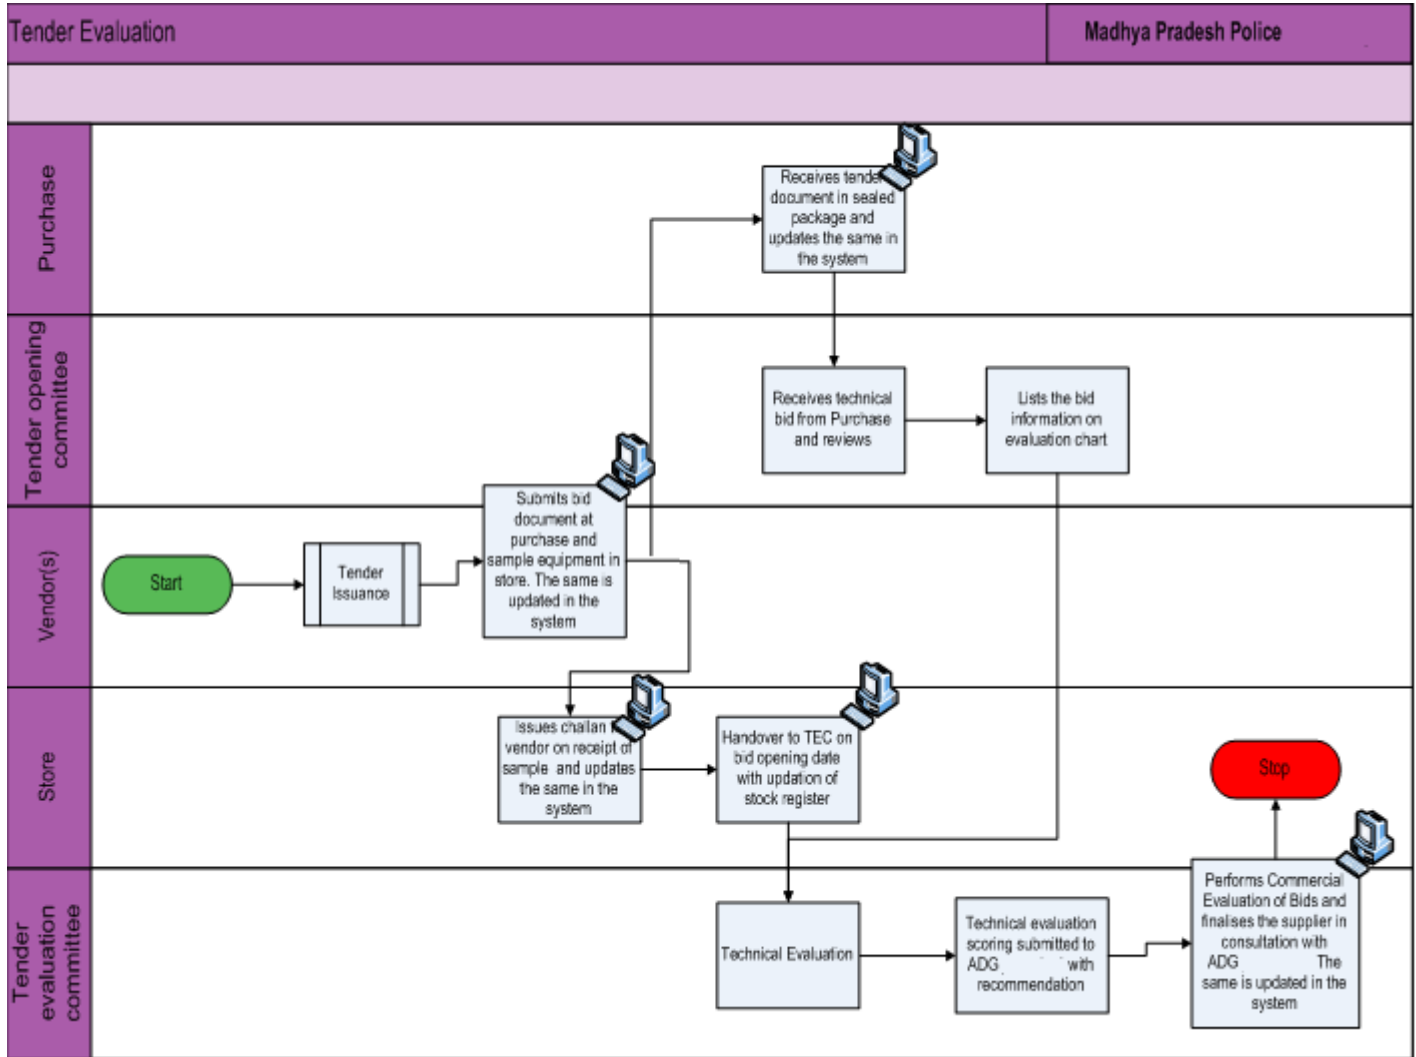 Tender Evaluation
Madhya Pradesh Police
Purchase
Receives tender
document in sealed
package and
updates the same in
the system
Tender opening
committee
Receives technical
bid from Purchase
and reviews
Lists the bid
information on
evaluation chart
Vendor(s)
Start
Tender
Issuance
Submits bid
document at
purchase and
sample equipment in
store. The same is
updated in the
system
Store
Issues challan
vendor on receipt of
sample and updates
the same in the
system
Handover to TEC on
bid opening date
with updation of
stock register
Stop
Tender
evaluation
committee
Technical Evaluation
Technical evaluation
scoring submitted to
ADG with
recommendation
Performs Commercial
Evaluation of Bids and
finalises the supplier in
consultation with
ADG The
same is updated in the
system